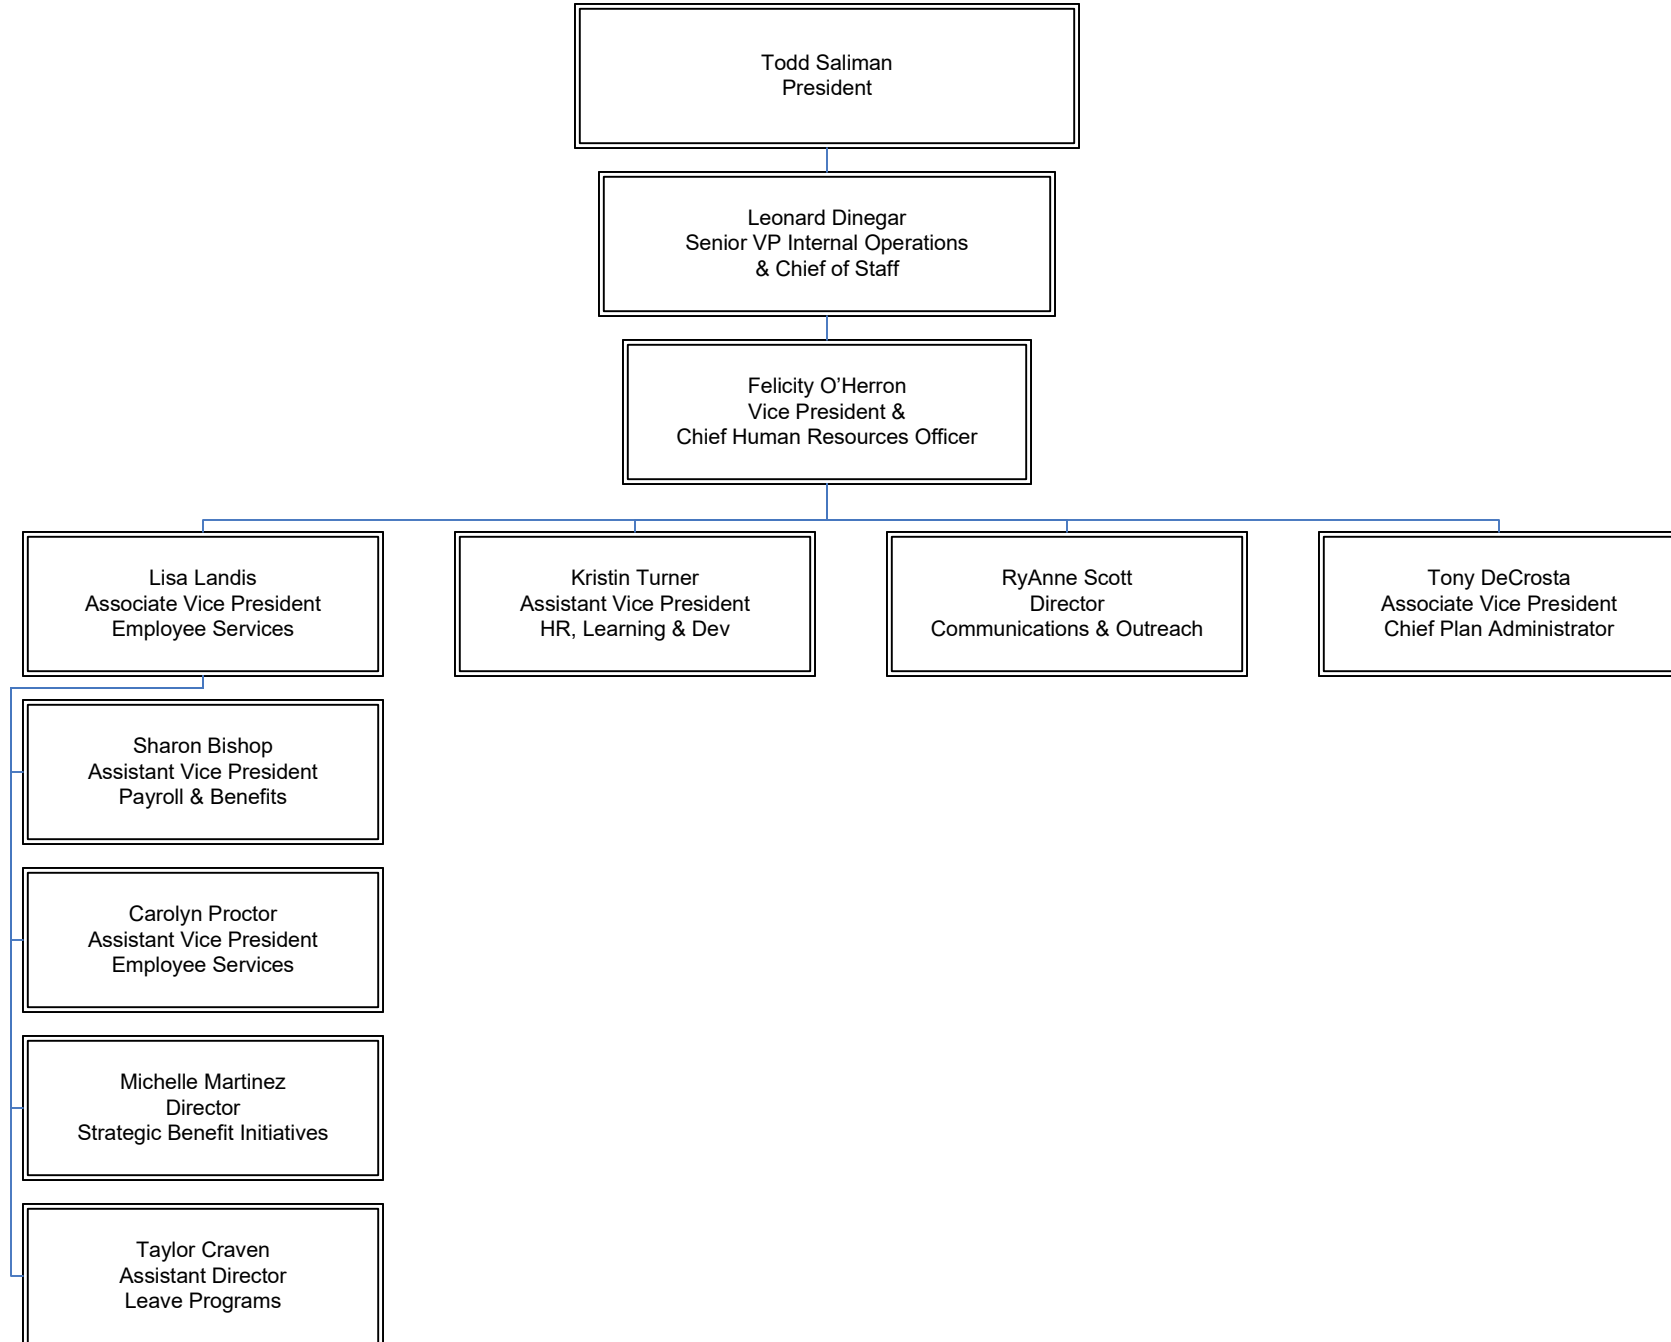 Todd Saliman
President
Leonard Dinegar
Senior VP Internal Operations
& Chief of Staff
Felicity O’Herron
Vice President &
Chief Human Resources Officer
Lisa Landis
Associate Vice President
Employee Services
Kristin Turner
Assistant Vice President
HR, Learning & Dev
RyAnne Scott
Director
Communications & Outreach
Tony DeCrosta
Associate Vice President
Chief Plan Administrator
Sharon Bishop
Assistant Vice President
Payroll & Benefits
Carolyn Proctor
Assistant Vice President
Employee Services
Michelle Martinez
Director
Strategic Benefit Initiatives
Taylor Craven
Assistant Director
Leave Programs